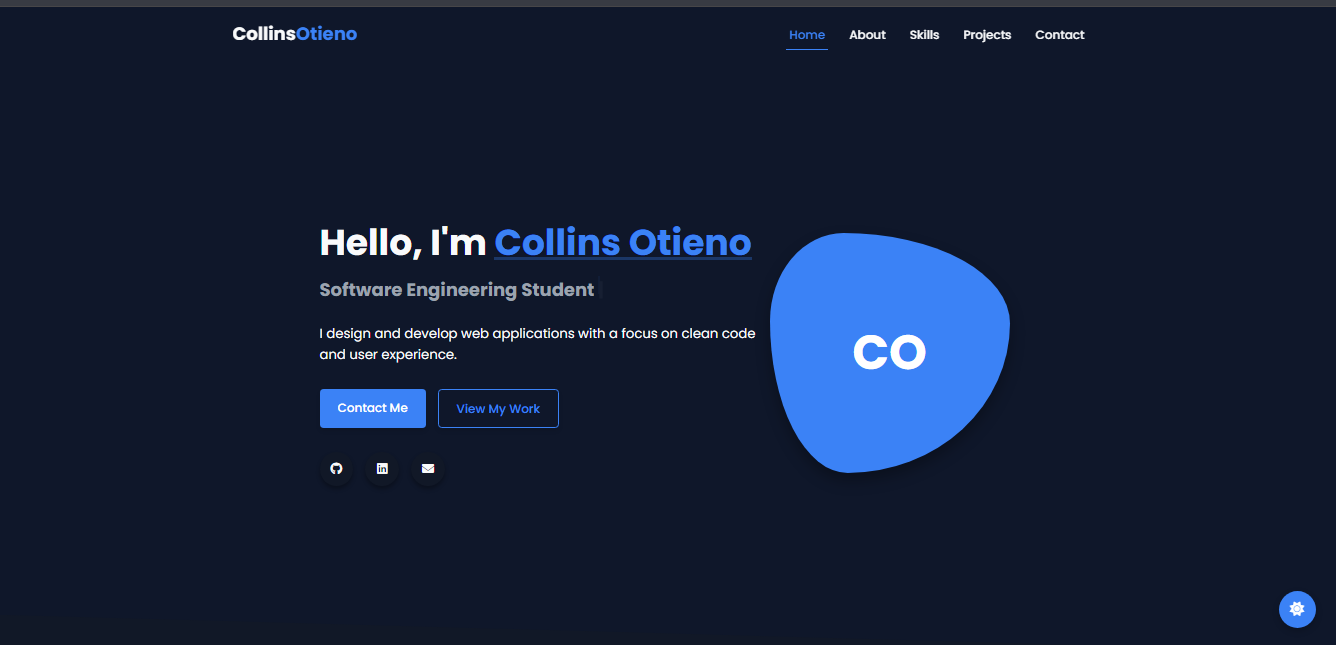 CollinsOtieno
Home About Skills Projects Contact
Hello, I'm Collins Otieno
Software Engineering Student
I design and develop web applications with a focus on clean code
and user experience.
Contact Me View My Work
CO